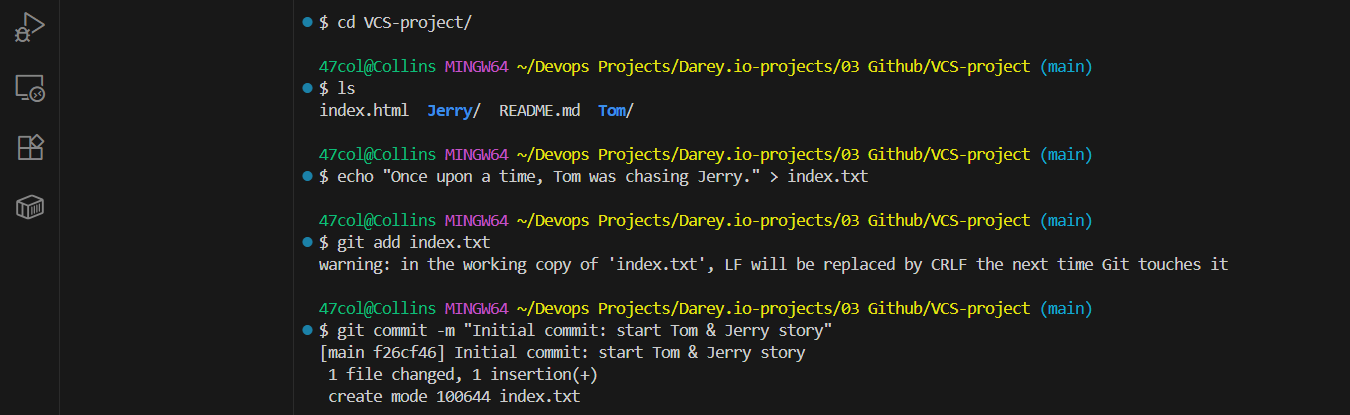 $ cd VCS-project/
47col@Collins MINGW64 ~/Devops Projects/Darey.io-projects/03 Github/VCS-project (main)
$ ls
index.html  Jerry/  README.md  Tom/
47col@Collins MINGW64 ~/Devops Projects/Darey.io-projects/03 Github/VCS-project (main)
$ echo "Once upon a time, Tom was chasing Jerry." > index.txt
47col@Collins MINGW64 ~/Devops Projects/Darey.io-projects/03 Github/VCS-project (main)
$ git add index.txt
warning: in the working copy of 'index.txt', LF will be replaced by CRLF the next time Git touches it
47col@Collins MINGW64 ~/Devops Projects/Darey.io-projects/03 Github/VCS-project (main)
$ git commit -m "Initial commit: start Tom & Jerry story"
[main f26cf46] Initial commit: start Tom & Jerry story
 1 file changed, 1 insertion(+)
 create mode 100644 index.txt